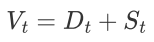 V_t = D_t + S_t